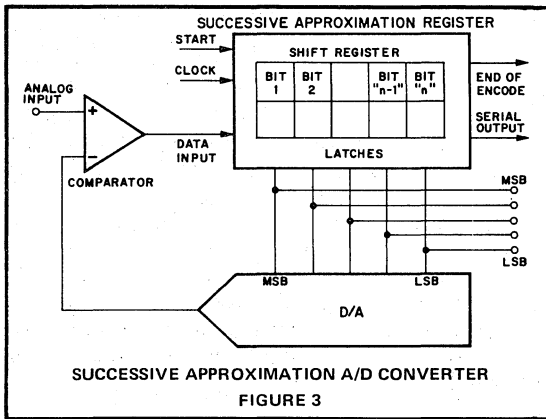 SUCCESSIVE APPROXIMATION REGISTER
START
CLOCK
SHIFT REGISTER
BIT 1
BIT 2
BIT "n-1"
BIT "n"
LATCHES
END OF
ENCODE
SERIAL
OUTPUT
ANALOG
INPUT
+
−
COMPARATOR
DATA
INPUT
MSB
LSB
MSB
LSB
D/A
SUCCESSIVE APPROXIMATION A/D CONVERTER
FIGURE 3